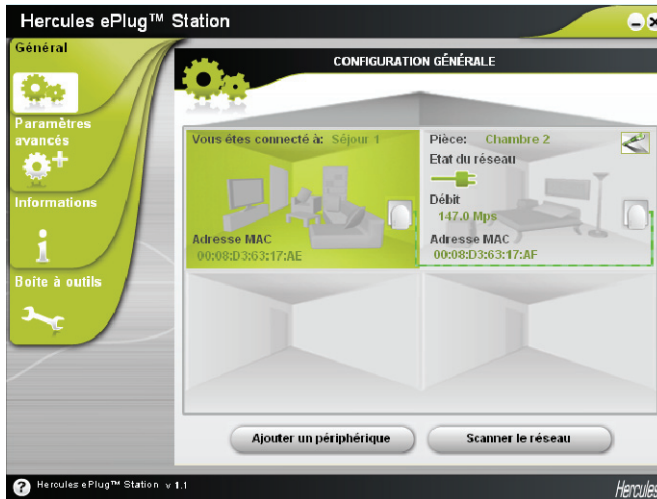 Hercules ePlug™ Station
Général
CONFIGURATION GÉNÉRALE
Paramètres
avancés
Informations
Boîte à outils
Vous êtes connecté à: Séjour 1
Adresse MAC
00:08:D3:63:17:AE
Pièce: Chambre 2
Etat du réseau
Débit
147.0 Mps
Adresse MAC
00:08:D3:63:17:AF
Ajouter un périphérique
Scanner le réseau
? Hercules ePlug™ Station v 1.1
Hercules